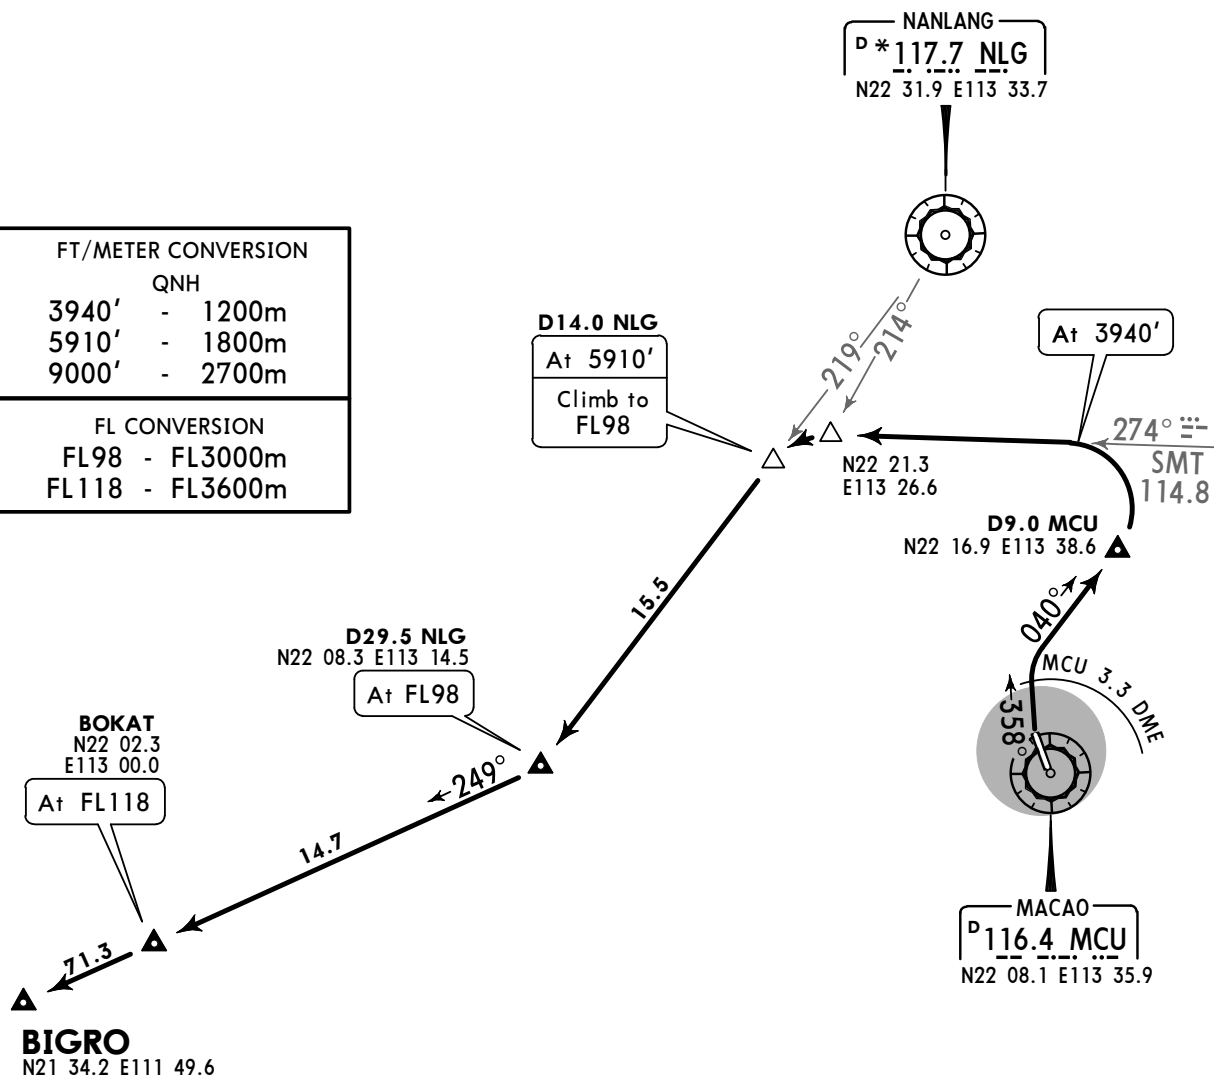 NANLANG
D *117.7 NLG
N22 31.9 E113 33.7
FT/METER CONVERSION
QNH
3940' - 1200m
5910' - 1800m
9000' - 2700m
FL CONVERSION
FL98 - FL3000m
FL118 - FL3600m
D14.0 NLG
At 5910'
Climb to
FL98
219°
214°
At 3940'
274°
SMT
114.8
N22 21.3
E113 26.6
D9.0 MCU
N22 16.9 E113 38.6
15.5
040°
MCU 3.3 DME
358°
D29.5 NLG
N22 08.3 E113 14.5
At FL98
BOKAT
N22 02.3
E113 00.0
At FL118
249°
14.7
MACAO
D 116.4 MCU
N22 08.1 E113 35.9
71.3
BIGRO
N21 34.2 E111 49.6